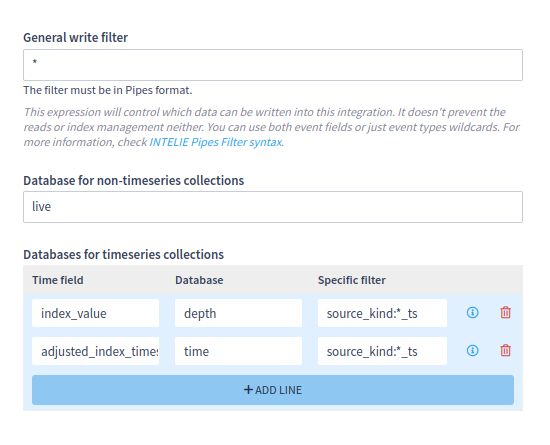 General write filter
*
The filter must be in Pipes format.
This expression will control which data can be written into this integration. It doesn't prevent the
reads or index management neither. You can use both event fields or just event types wildcards. For
more information, check INTELIE Pipes Filter syntax.
Database for non-timeseries collections
live
Databases for timeseries collections
Time field Database Specific filter
index_value depth source_kind:*_ts
adjusted_index_times time source_kind:*_ts
+ ADD LINE